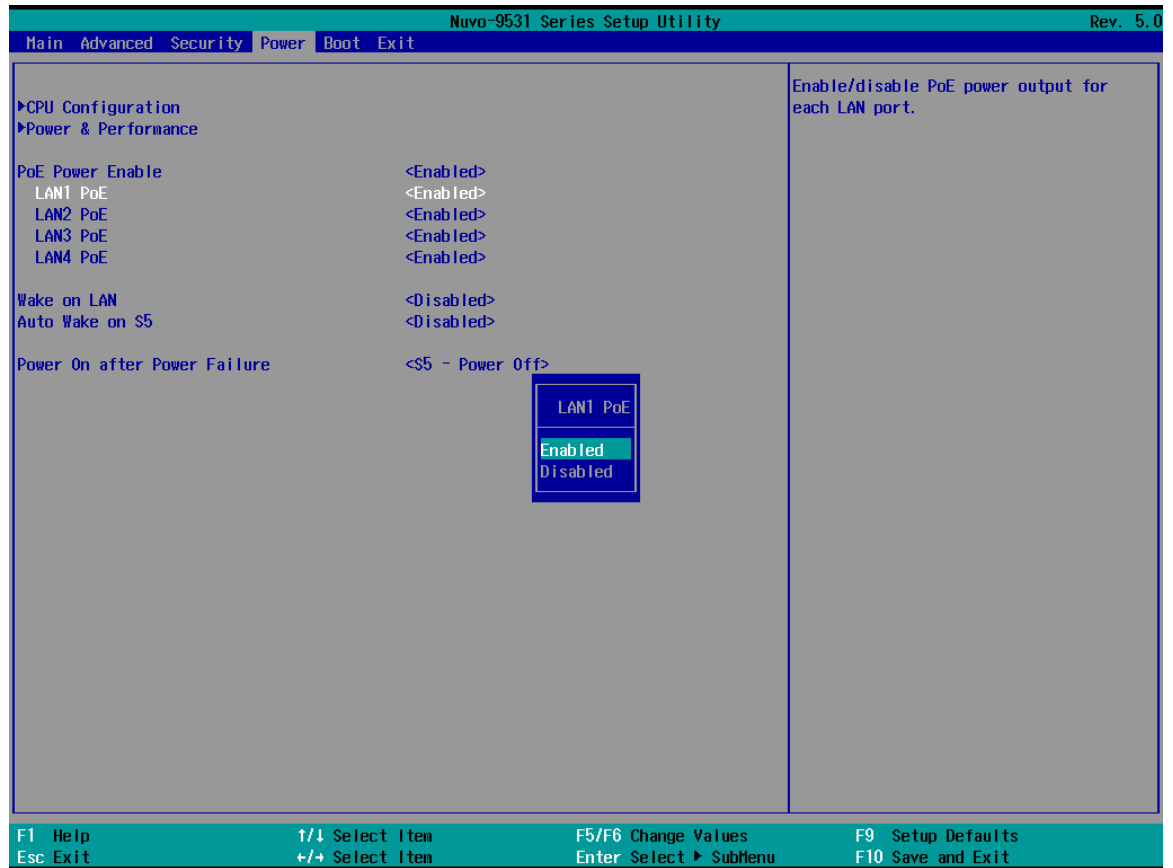 Nuvo-9531 Series Setup Utility Rev. 5.0
Main Advanced Security Power Boot Exit
Enable/disable PoE power output for
each LAN port.
►CPU Configuration
►Power & Performance
PoE Power Enable <Enabled>
LAN1 PoE <Enabled>
LAN2 PoE <Enabled>
LAN3 PoE <Enabled>
LAN4 PoE <Enabled>
Wake on LAN <Disabled>
Auto Wake on S5 <Disabled>
Power On after Power Failure <S5 - Power Off>
LAN1 PoE
Enabled
Disabled
F1 Help ↑/↓ Select Item F5/F6 Change Values F9 Setup Defaults
Esc Exit ←/→ Select Item Enter Select ► SubMenu F10 Save and Exit